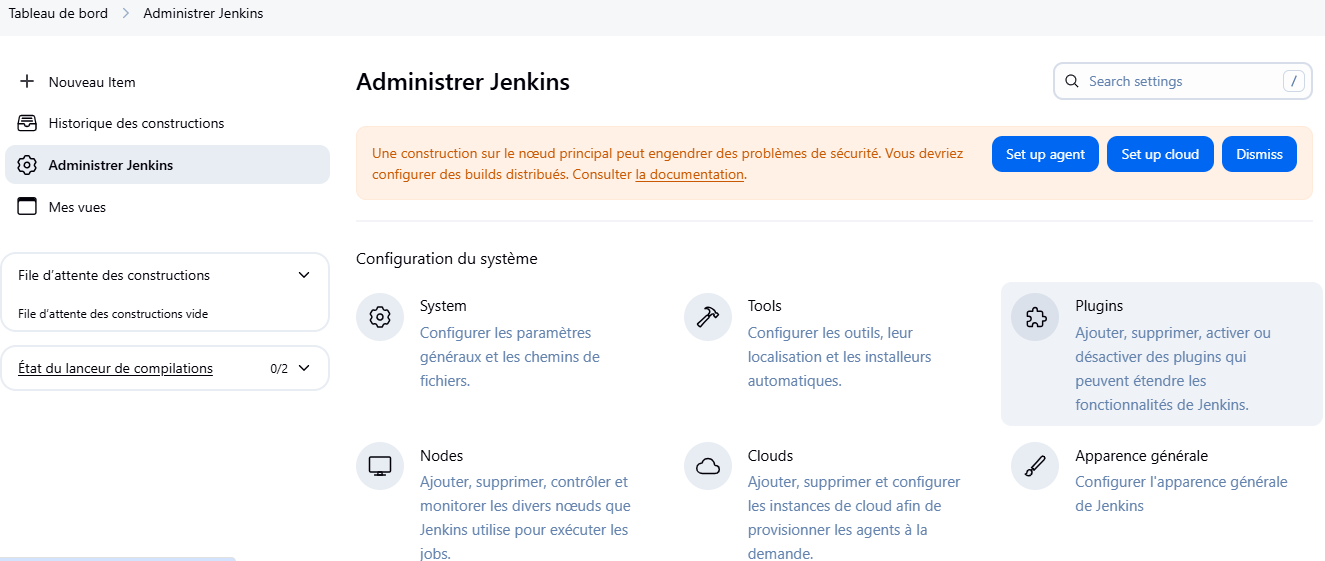 Tableau de bord > Administrer Jenkins
Nouveau Item
Historique des constructions
Administrer Jenkins
Mes vues
File d’attente des constructions
File d’attente des constructions vide
État du lanceur de compilations 0/2
Administrer Jenkins
Search settings /
Une construction sur le nœud principal peut engendrer des problèmes de sécurité. Vous devriez
configurer des builds distribués. Consulter la documentation.
Set up agent Set up cloud Dismiss
Configuration du système
System
Configurer les paramètres
généraux et les chemins de
fichiers.
Tools
Configurer les outils, leur
localisation et les installeurs
automatiques.
Plugins
Ajouter, supprimer, activer ou
désactiver des plugins qui
peuvent étendre les
fonctionnalités de Jenkins.
Nodes
Ajouter, supprimer, contrôler et
monitorer les divers nœuds que
Jenkins utilise pour exécuter les
jobs.
Clouds
Ajouter, supprimer et configurer
les instances de cloud afin de
provisionner les agents à la
demande.
Apparence générale
Configurer l'apparence générale
de Jenkins